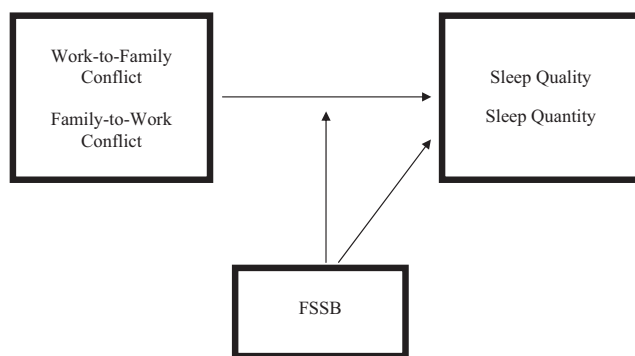 Work-to-Family
Conflict
Family-to-Work
Conflict
Sleep Quality
Sleep Quantity
FSSB